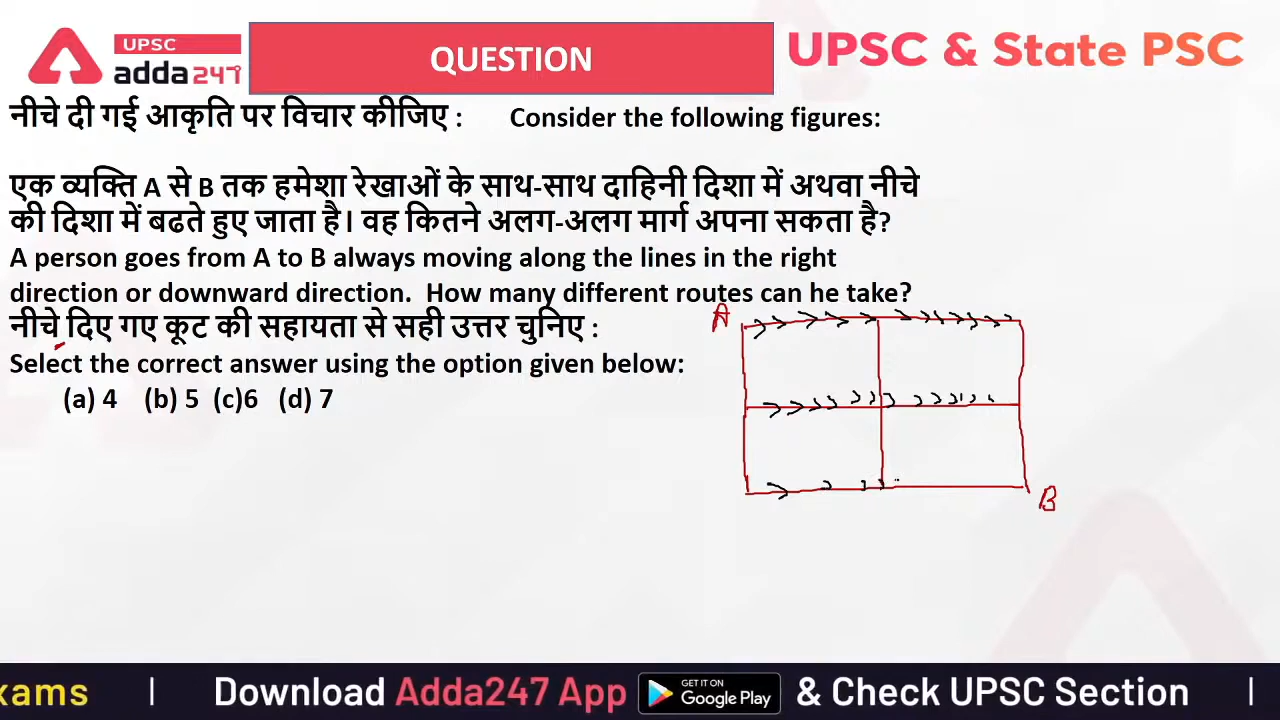 UPSC
adda247
QUESTION
UPSC & State PSC
नीचे दी गई आकृति पर विचार कीजिए : Consider the following figures:
एक व्यक्ति A से B तक हमेशा रेखाओं के साथ-साथ दाहिनी दिशा में अथवा नीचे
की दिशा में बढते हुए जाता है। वह कितने अलग-अलग मार्ग अपना सकता है?
A person goes from A to B always moving along the lines in the right
direction or downward direction. How many different routes can he take?
नीचे दिए गए कूट की सहायता से सही उत्तर चुनिए :
Select the correct answer using the option given below:
(a) 4 (b) 5 (c)6 (d) 7
A
B
xams | Download Adda247 App GET IT ON Google Play & Check UPSC Section |